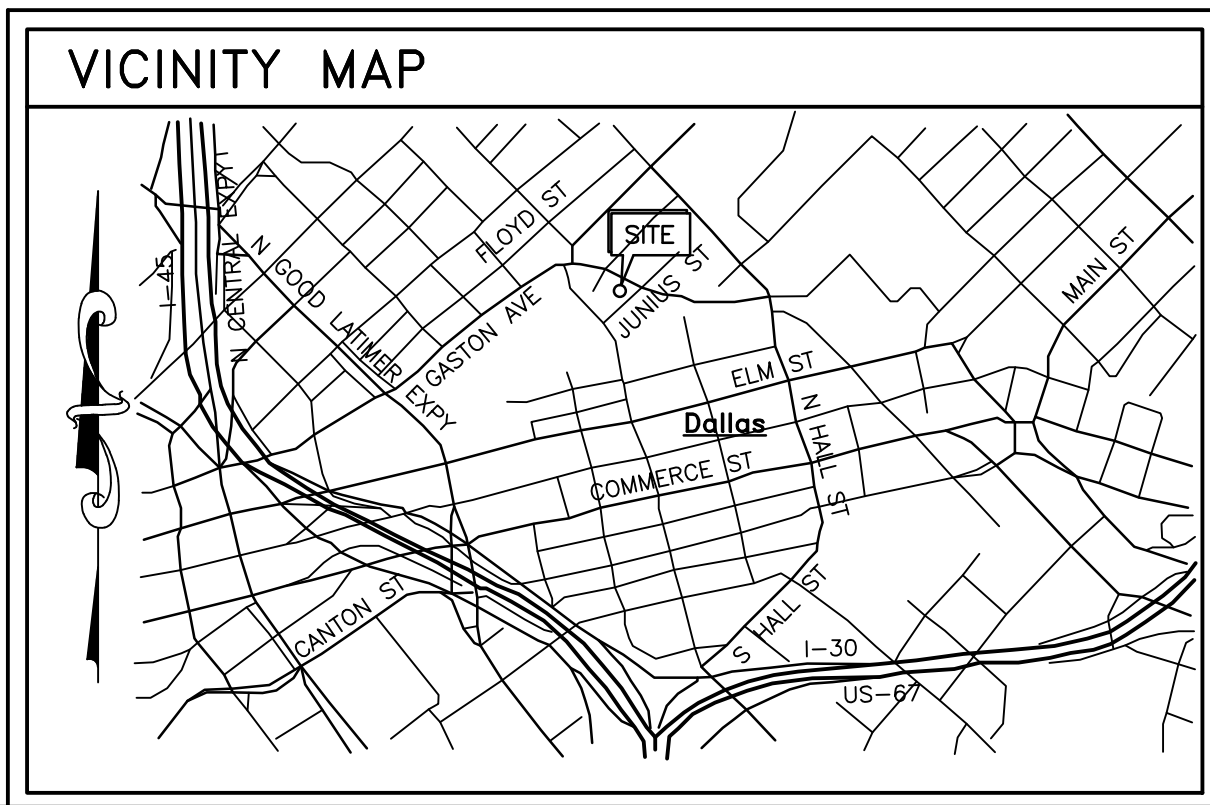 VICINITY MAP
FLOYD ST
SITE
JUNIUS ST
MAIN ST
N CENTRAL EXPY
I-45
N GOOD LATIMER EXPY
GASTON AVE
ELM ST
Dallas
N HALL ST
COMMERCE ST
CANTON ST
S HALL ST
I-30
US-67